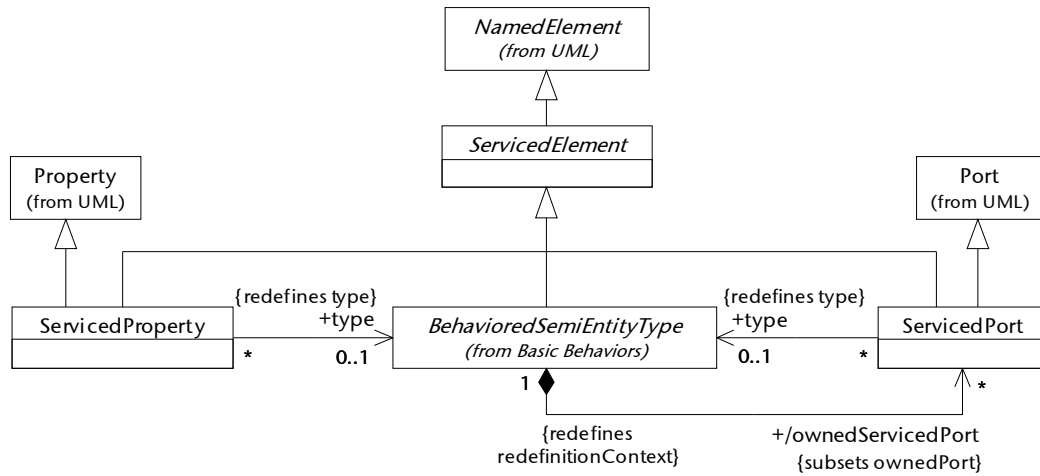 NamedElement
(from UML)
ServicedElement
Property
(from UML)
Port
(from UML)
{redefines type}
+type
{redefines type}
+type
ServicedProperty
BehavioredSemiEntityType
(from Basic Behaviors)
ServicedPort
*
0..1
0..1
*
1
*
{redefines
redefinitionContext}
+/ownedServicedPort
{subsets ownedPort}